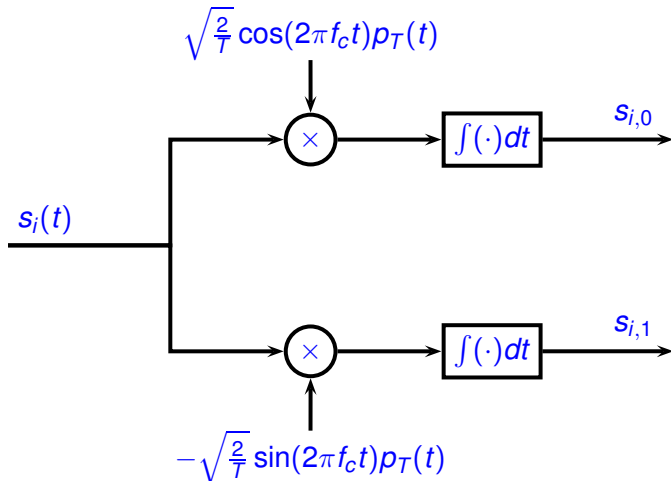 √(2/T) cos(2πf_c t)p_T(t)
× ∫(·)dt s_{i,0}
s_i(t)
× ∫(·)dt s_{i,1}
−√(2/T) sin(2πf_c t)p_T(t)